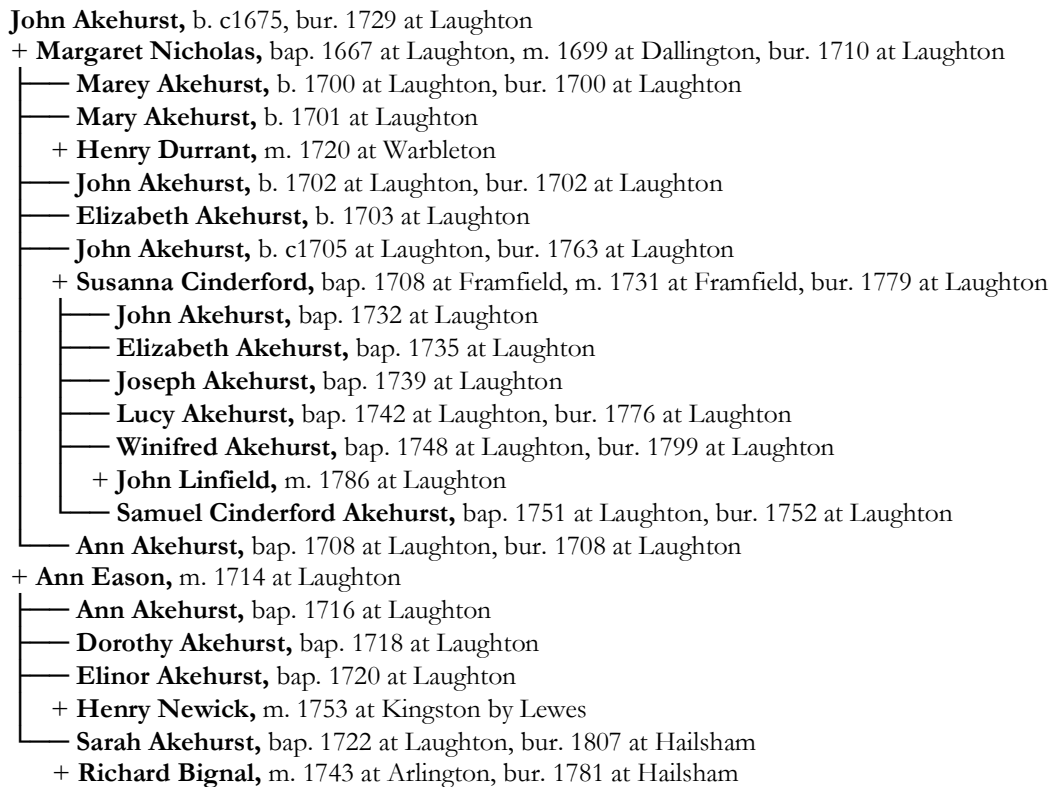 John Akehurst, b. c1675, bur. 1729 at Laughton
+ Margaret Nicholas, bap. 1667 at Laughton, m. 1699 at Dallington, bur. 1710 at Laughton
Marey Akehurst, b. 1700 at Laughton, bur. 1700 at Laughton
Mary Akehurst, b. 1701 at Laughton
+ Henry Durrant, m. 1720 at Warbleton
John Akehurst, b. 1702 at Laughton, bur. 1702 at Laughton
Elizabeth Akehurst, b. 1703 at Laughton
John Akehurst, b. c1705 at Laughton, bur. 1763 at Laughton
+ Susanna Cinderford, bap. 1708 at Framfield, m. 1731 at Framfield, bur. 1779 at Laughton
John Akehurst, bap. 1732 at Laughton
Elizabeth Akehurst, bap. 1735 at Laughton
Joseph Akehurst, bap. 1739 at Laughton
Lucy Akehurst, bap. 1742 at Laughton, bur. 1776 at Laughton
Winifred Akehurst, bap. 1748 at Laughton, bur. 1799 at Laughton
+ John Linfield, m. 1786 at Laughton
Samuel Cinderford Akehurst, bap. 1751 at Laughton, bur. 1752 at Laughton
Ann Akehurst, bap. 1708 at Laughton, bur. 1708 at Laughton
+ Ann Eason, m. 1714 at Laughton
Ann Akehurst, bap. 1716 at Laughton
Dorothy Akehurst, bap. 1718 at Laughton
Elinor Akehurst, bap. 1720 at Laughton
+ Henry Newick, m. 1753 at Kingston by Lewes
Sarah Akehurst, bap. 1722 at Laughton, bur. 1807 at Hailsham
+ Richard Bignal, m. 1743 at Arlington, bur. 1781 at Hailsham